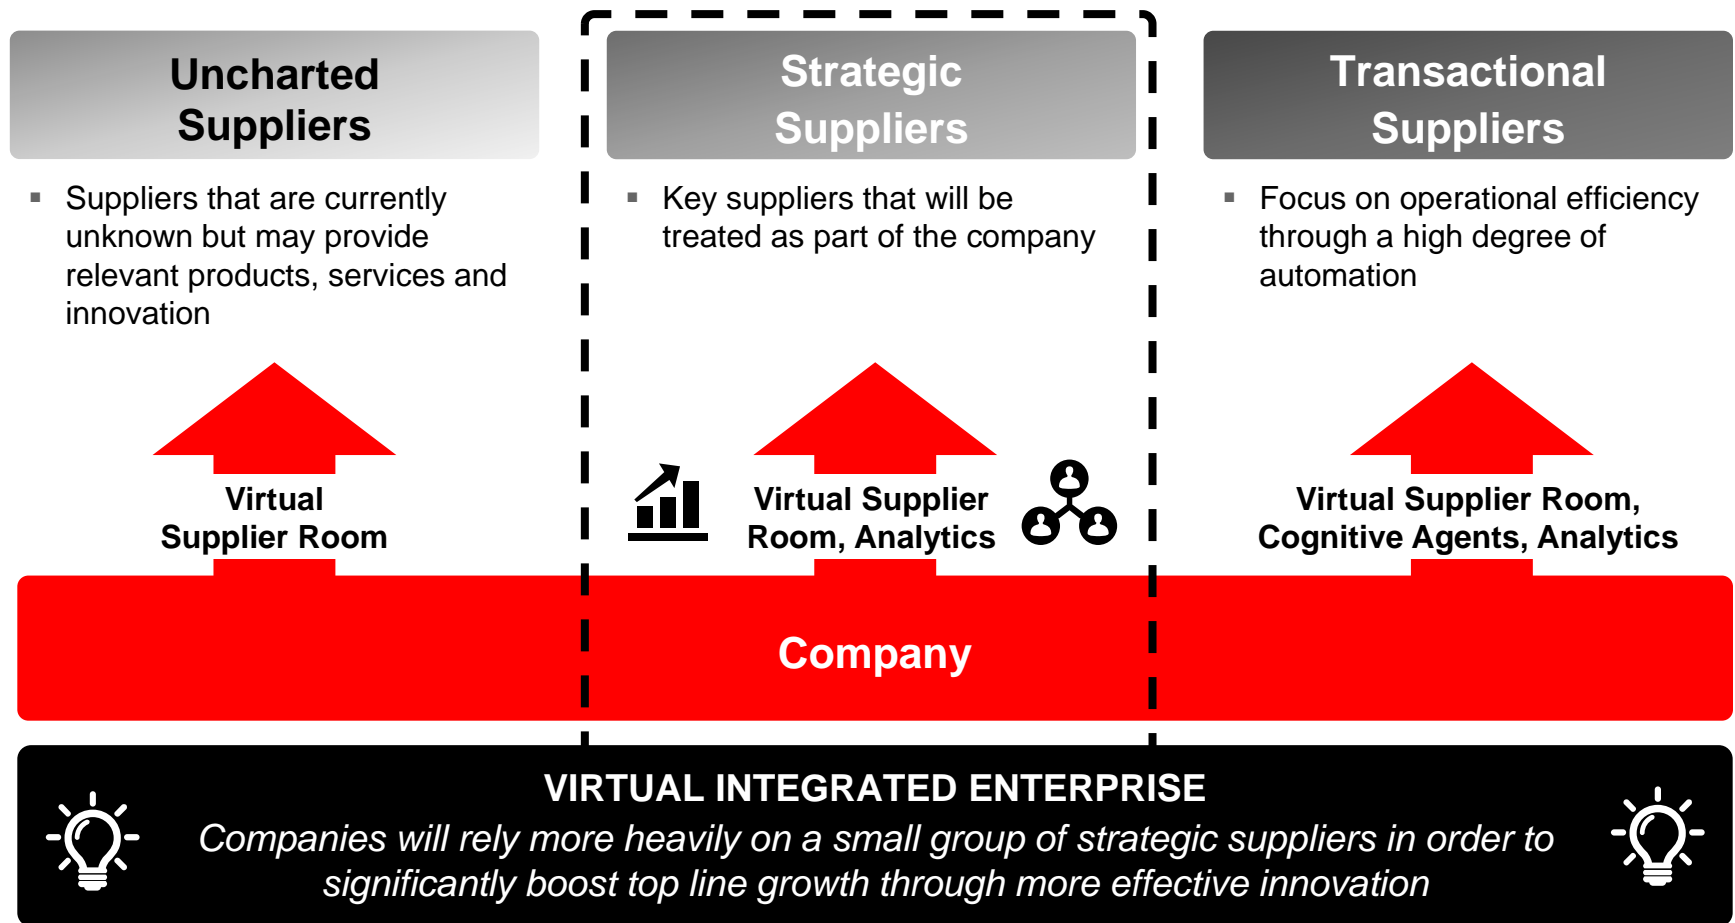 Uncharted
Suppliers
Strategic
Suppliers
Transactional
Suppliers
▪ Suppliers that are currently
unknown but may provide
relevant products, services and
innovation
▪ Key suppliers that will be
treated as part of the company
▪ Focus on operational efficiency
through a high degree of
automation
Virtual
Supplier Room
Virtual Supplier
Room, Analytics
Virtual Supplier Room,
Cognitive Agents, Analytics
Company
VIRTUAL INTEGRATED ENTERPRISE
Companies will rely more heavily on a small group of strategic suppliers in order to
significantly boost top line growth through more effective innovation